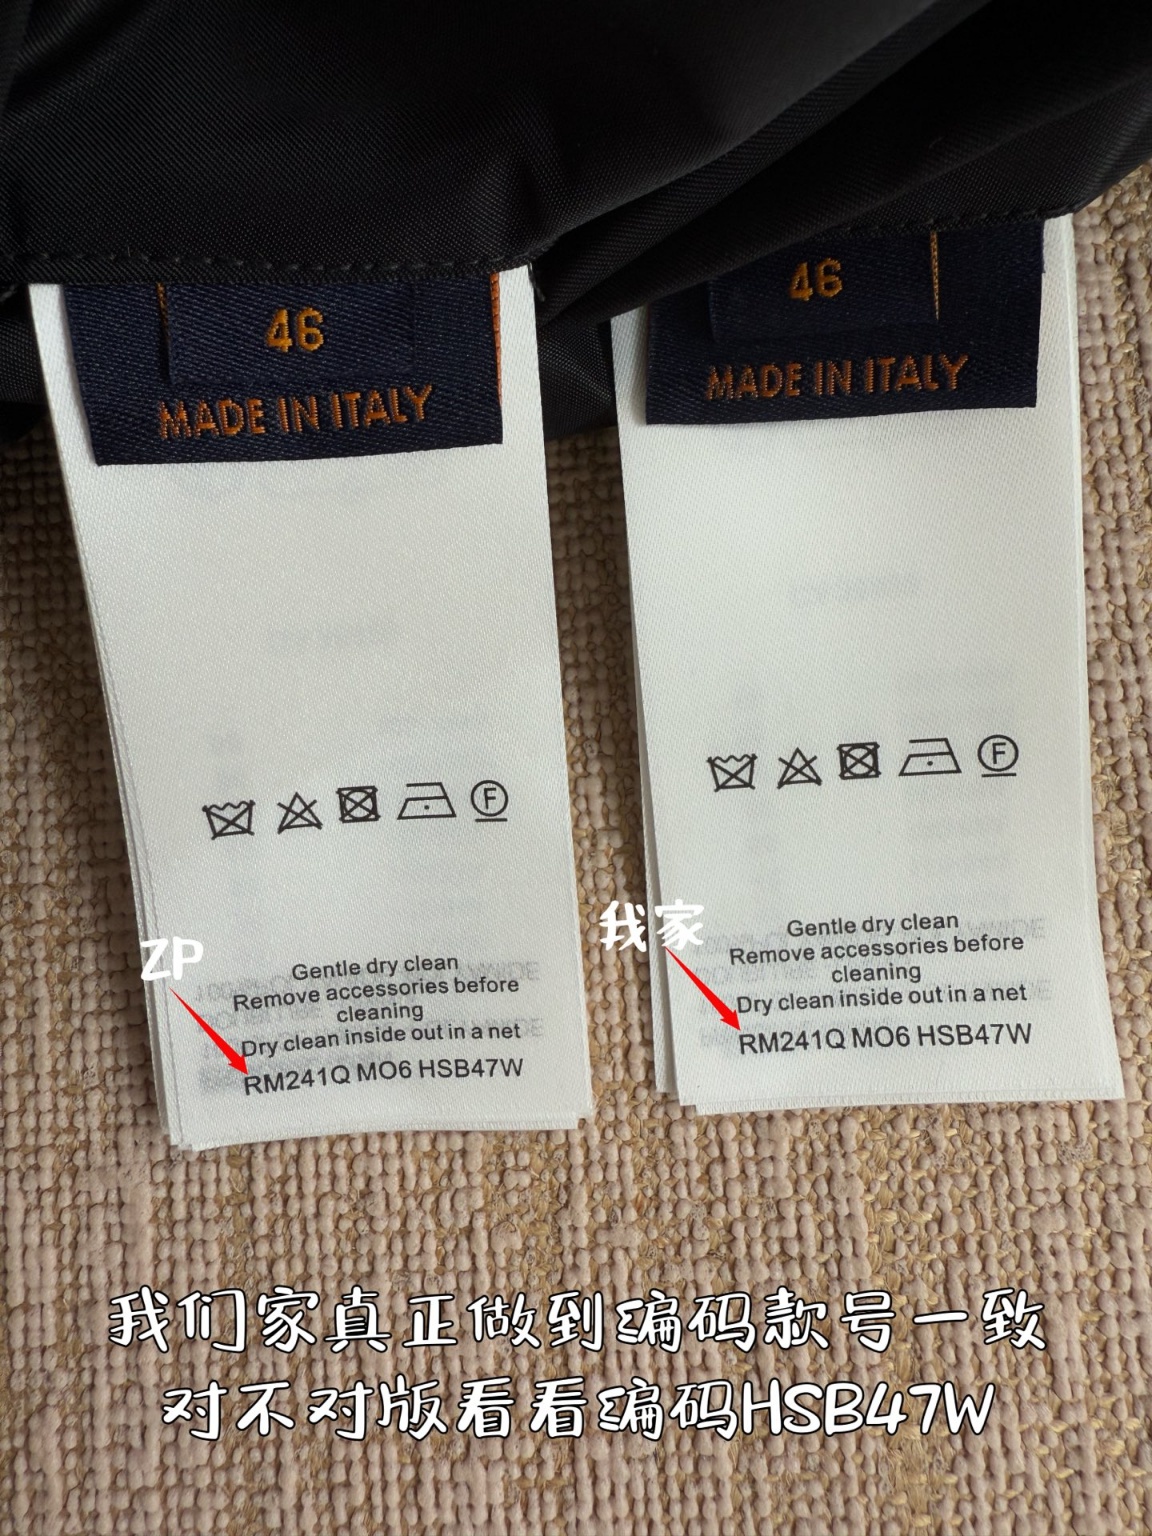 46
MADE IN ITALY
46
MADE IN ITALY
F
F
ZP
Gentle dry clean
Remove accessories before
cleaning
Dry clean inside out in a net
RM241Q MO6 HSB47W
我家
Gentle dry clean
Remove accessories before
cleaning
Dry clean inside out in a net
RM241Q MO6 HSB47W
我们家真正做到编码款号一致
对不对版看看编码HSB47W